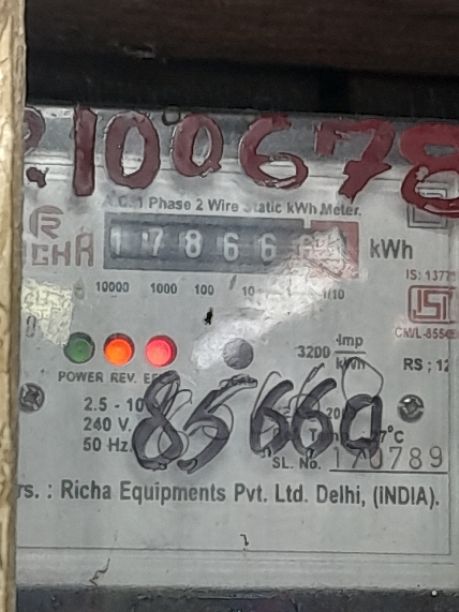 2100678
A.C. 1 Phase 2 Wire Static kWh Meter.
RICHA
17866
kWh
10000 1000 100 10 1 1/10
IS: 1377
ISI
CM/L-8554
3200 Imp/kWh
RS ; 12
POWER REV.
85660
2.5 - 10
240 V.
50 Hz.
SL. No. 170789
rs. : Richa Equipments Pvt. Ltd. Delhi, (INDIA).